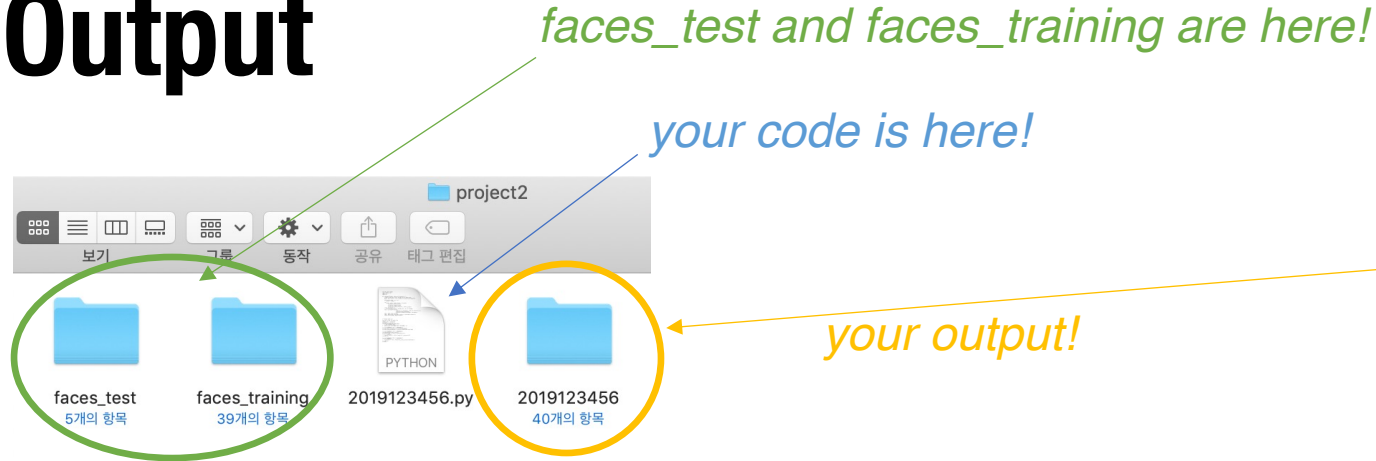 Output
faces_test and faces_training are here!
your code is here!
project2
보기
그룹
동작
공유
태그 편집
your output!
PYTHON
faces_test
faces_training
2019123456.py
2019123456
5개의 항목
39개의 항목
40개의 항목